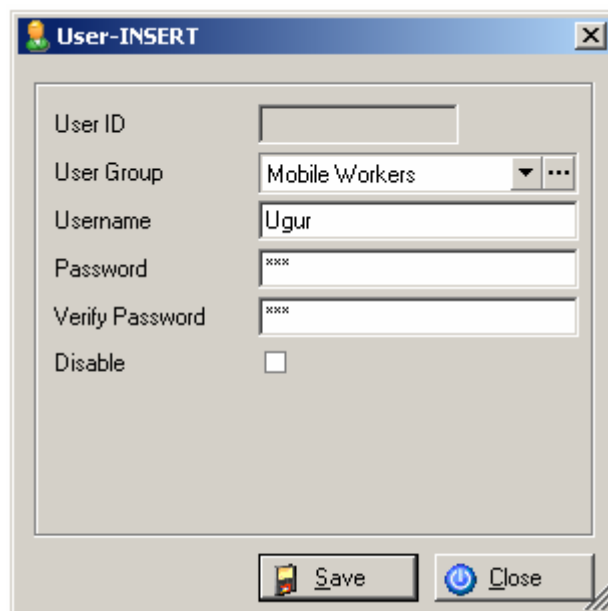 User-INSERT
User ID
User Group Mobile Workers
Username Ugur
Password ***
Verify Password ***
Disable
Save Close